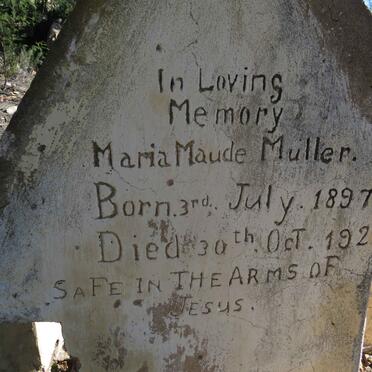 In Loving
Memory
Maria Maude Muller.
Born. 3rd. July. 1897
Died 30th. Oct. 192
SAFE IN THE ARMS OF
JESUS.